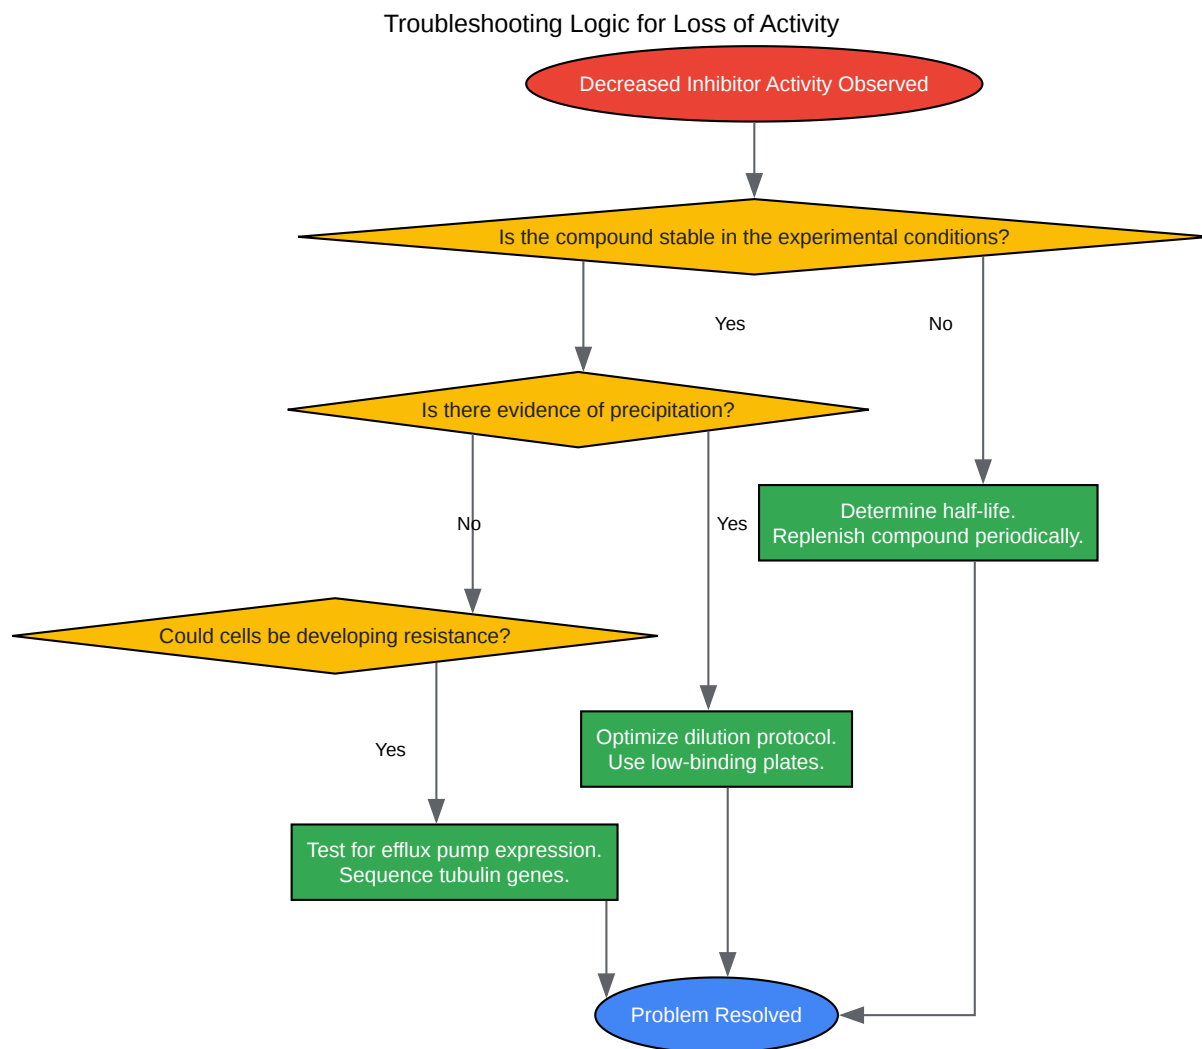 Troubleshooting Logic for Loss of Activity
Decreased Inhibitor Activity Observed
Is the compound stable in the experimental conditions?
Yes
No
Is there evidence of precipitation?
Determine half-life.
Replenish compound periodically.
No
Yes
Could cells be developing resistance?
Optimize dilution protocol.
Use low-binding plates.
Yes
Test for efflux pump expression.
Sequence tubulin genes.
Problem Resolved